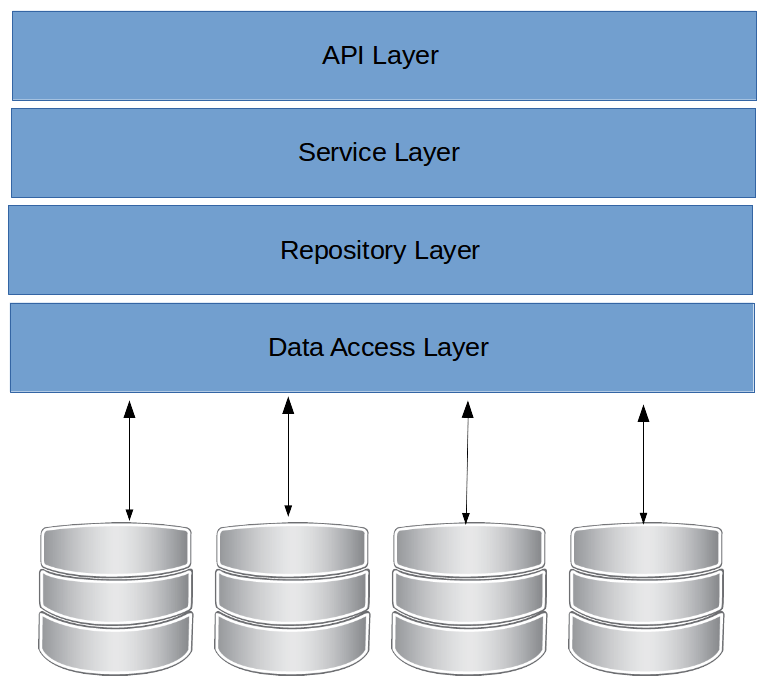 API Layer
Service Layer
Repository Layer
Data Access Layer